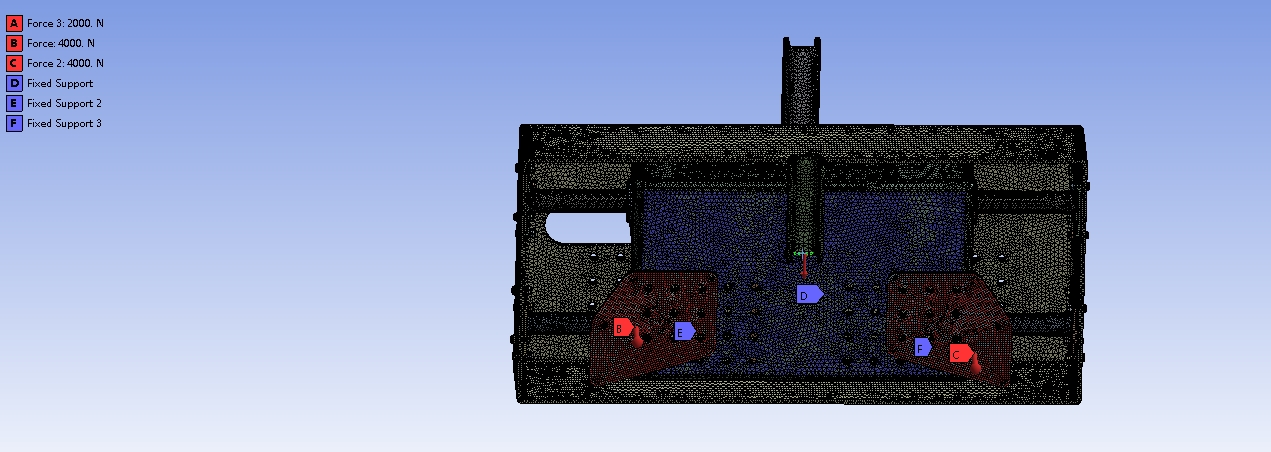 A Force 3: 2000. N
B Force: 4000. N
C Force 2: 4000. N
D Fixed Support
E Fixed Support 2
F Fixed Support 3
D
B
E
F
C